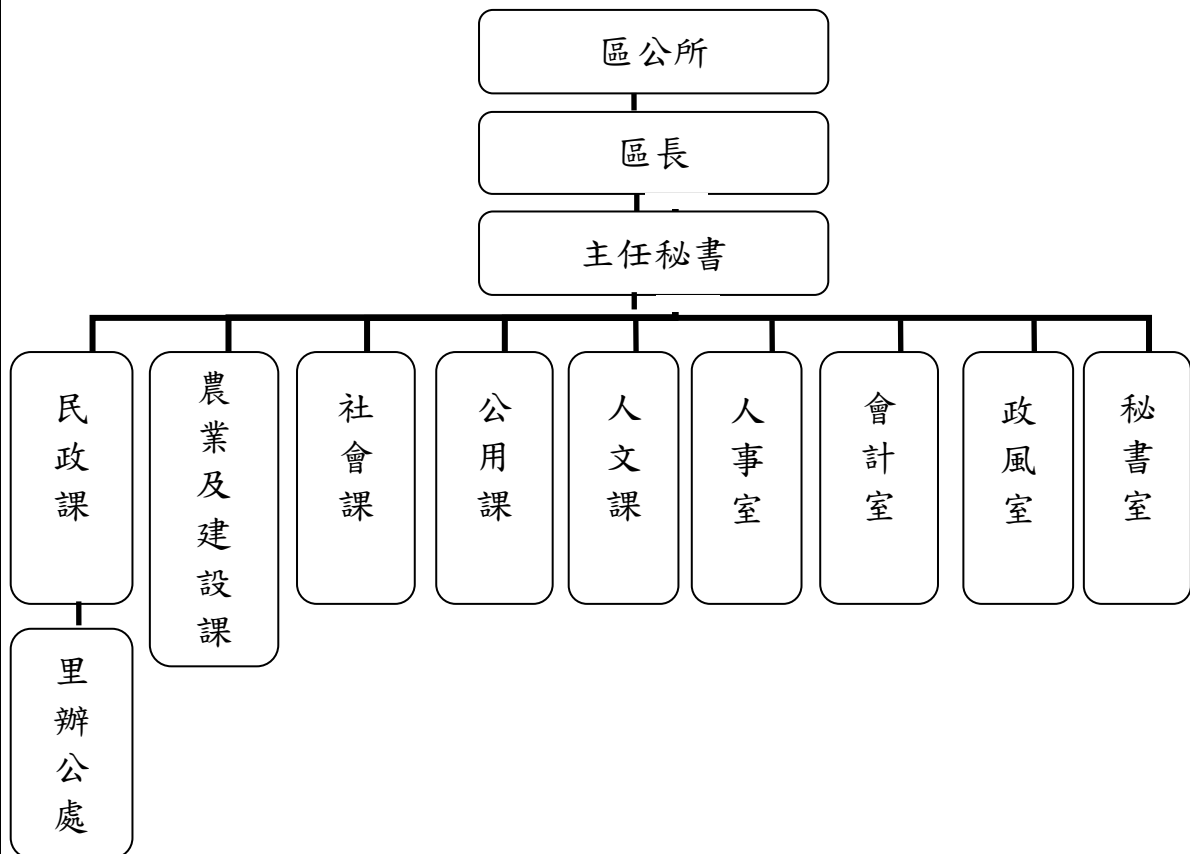 區公所
區長
主任秘書
民政課
農業及建設課
社會課
公用課
人文課
人事室
會計室
政風室
秘書室
里辦公處